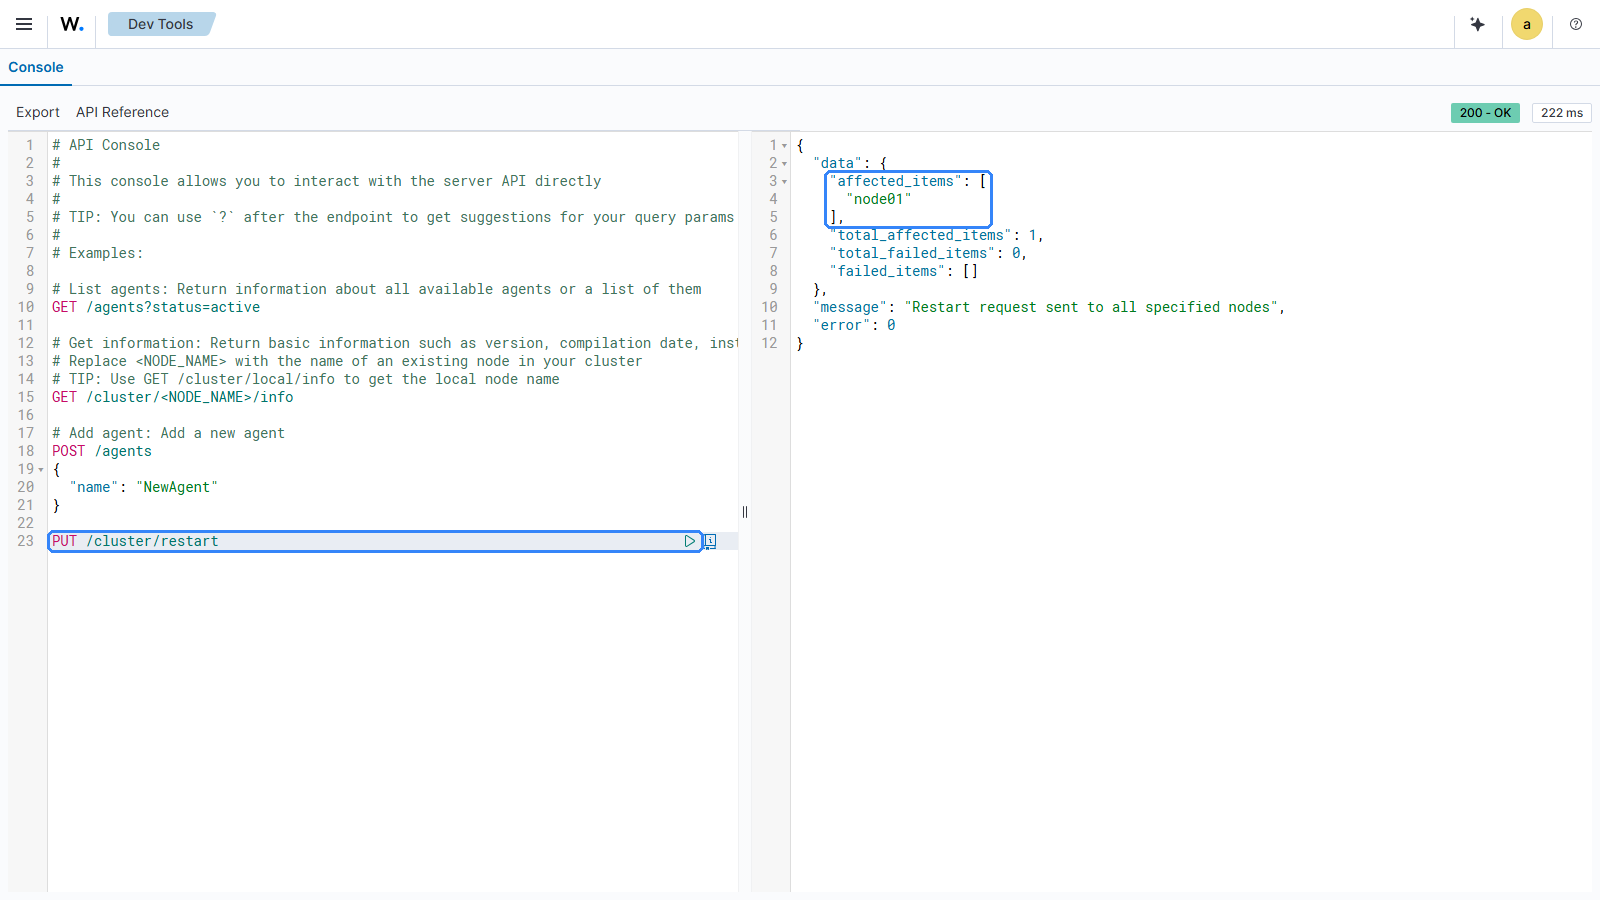 W. Dev Tools a
Console
Export API Reference 200 - OK 222 ms
1 # API Console
2 #
3 # This console allows you to interact with the server API directly
4 #
5 # TIP: You can use `?` after the endpoint to get suggestions for your query params
6 #
7 # Examples:
8
9 # List agents: Return information about all available agents or a list of them
10 GET /agents?status=active
11
12 # Get information: Return basic information such as version, compilation date, inst
13 # Replace <NODE_NAME> with the name of an existing node in your cluster
14 # TIP: Use GET /cluster/local/info to get the local node name
15 GET /cluster/<NODE_NAME>/info
16
17 # Add agent: Add a new agent
18 POST /agents
19 {
20 "name": "NewAgent"
21 }
22
23 PUT /cluster/restart
1 {
2 "data": {
3 "affected_items": [
4 "node01"
5 ],
6 "total_affected_items": 1,
7 "total_failed_items": 0,
8 "failed_items": []
9 },
10 "message": "Restart request sent to all specified nodes",
11 "error": 0
12 }